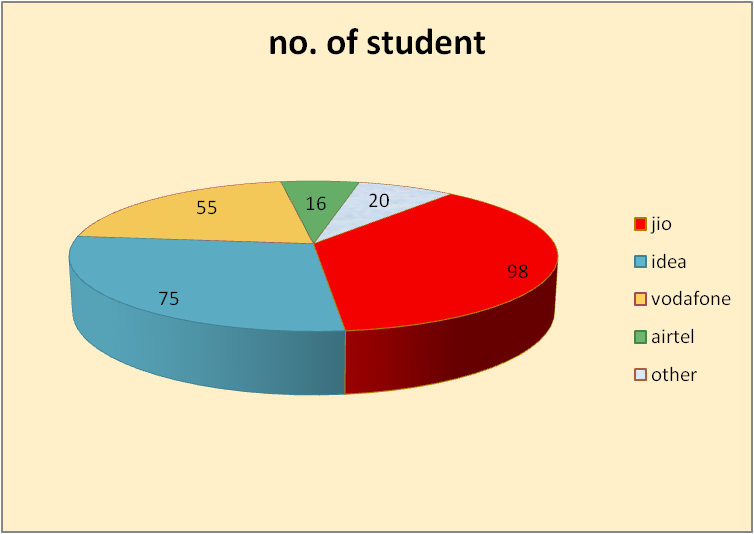 no. of student
55
16
20
98
75
jio
idea
vodafone
airtel
other